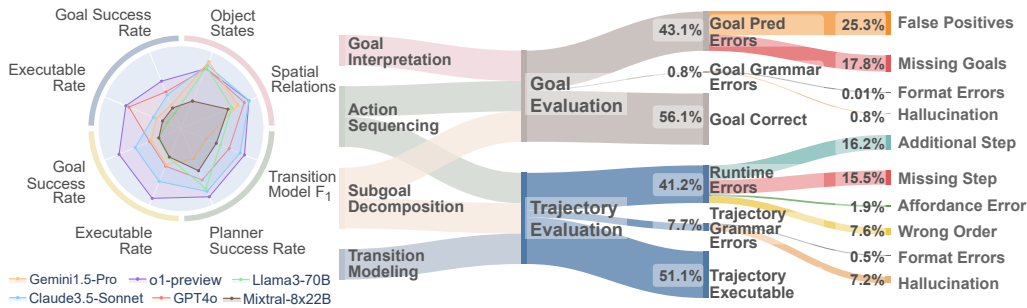 Goal Success
Rate
Object
States
Executable
Rate
Spatial
Relations
Goal
Success
Rate
Transition
Model F1
Executable
Rate
Planner
Success Rate
Gemini1.5-Pro
o1-preview
Llama3-70B
Claude3.5-Sonnet
GPT4o
Mixtral-8x22B
Goal
Interpretation
Action
Sequencing
Subgoal
Decomposition
Transition
Modeling
Goal
Evaluation
Trajectory
Evaluation
43.1%
Goal Pred
Errors
0.8%
Goal Grammar
Errors
56.1%
Goal Correct
41.2%
Runtime
Errors
7.7%
Trajectory
Grammar
Errors
51.1%
Trajectory
Executable
25.3%
False Positives
17.8%
Missing Goals
0.01%
Format Errors
0.8%
Hallucination
16.2%
Additional Step
15.5%
Missing Step
1.9%
Affordance Error
7.6%
Wrong Order
0.5%
Format Errors
7.2%
Hallucination